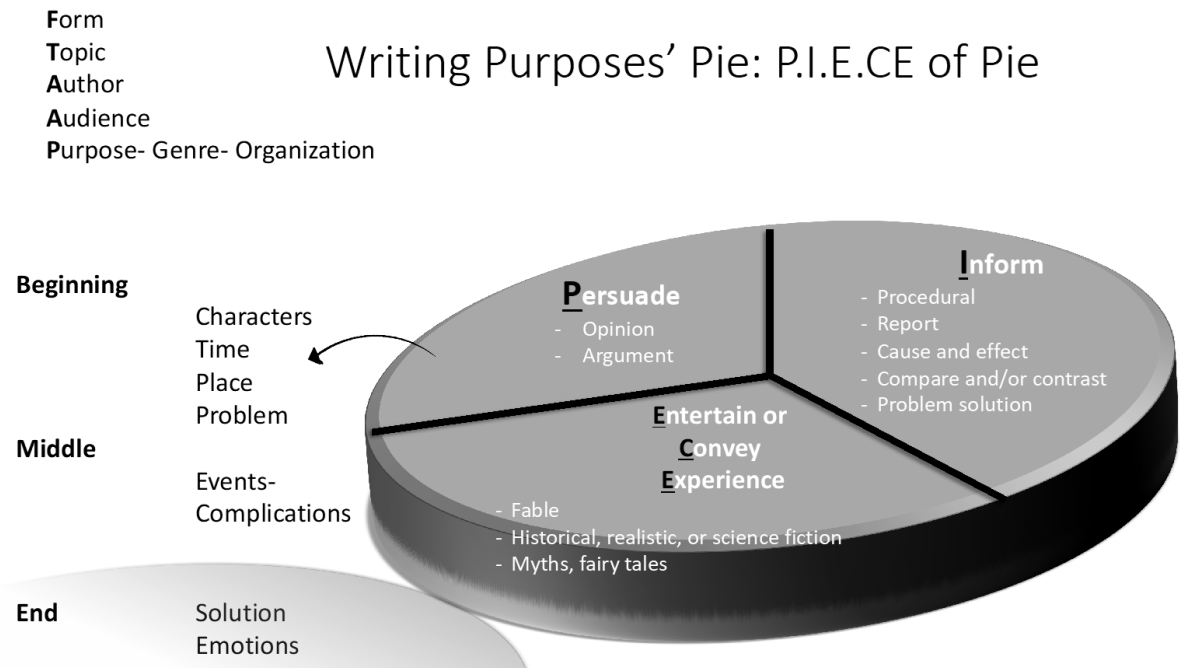 Form
Topic
Author
Audience
Purpose- Genre- Organization
Writing Purposes’ Pie: P.I.E.CE of Pie
Beginning
Characters
Time
Place
Problem
Middle
Events-
Complications
End
Solution
Emotions
Persuade
- Opinion
- Argument
Inform
- Procedural
- Report
- Cause and effect
- Compare and/or contrast
- Problem solution
Entertain or
Convey
Experience
- Fable
- Historical, realistic, or science fiction
- Myths, fairy tales